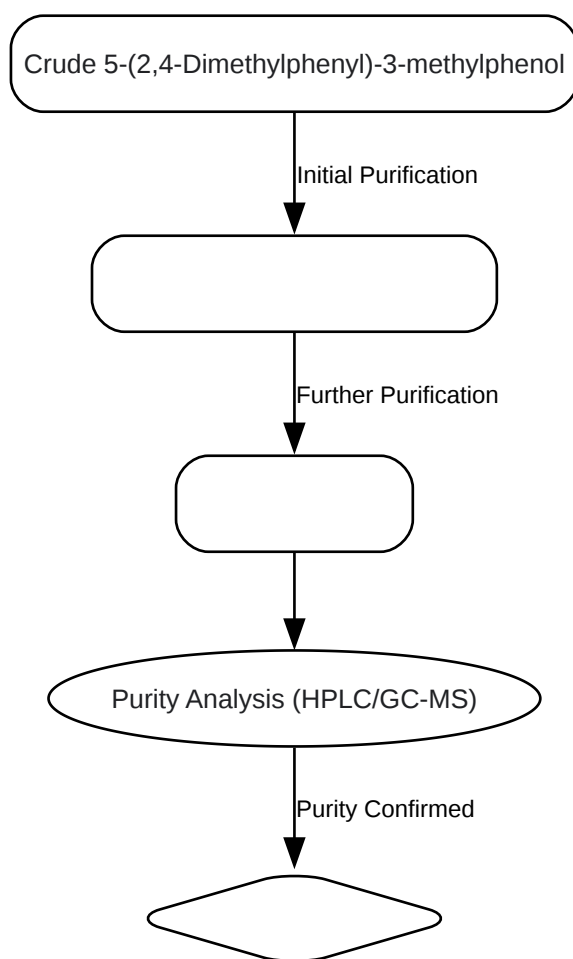 Crude 5-(2,4-Dimethylphenyl)-3-methylphenol
Initial Purification
Further Purification
Purity Analysis (HPLC/GC-MS)
Purity Confirmed